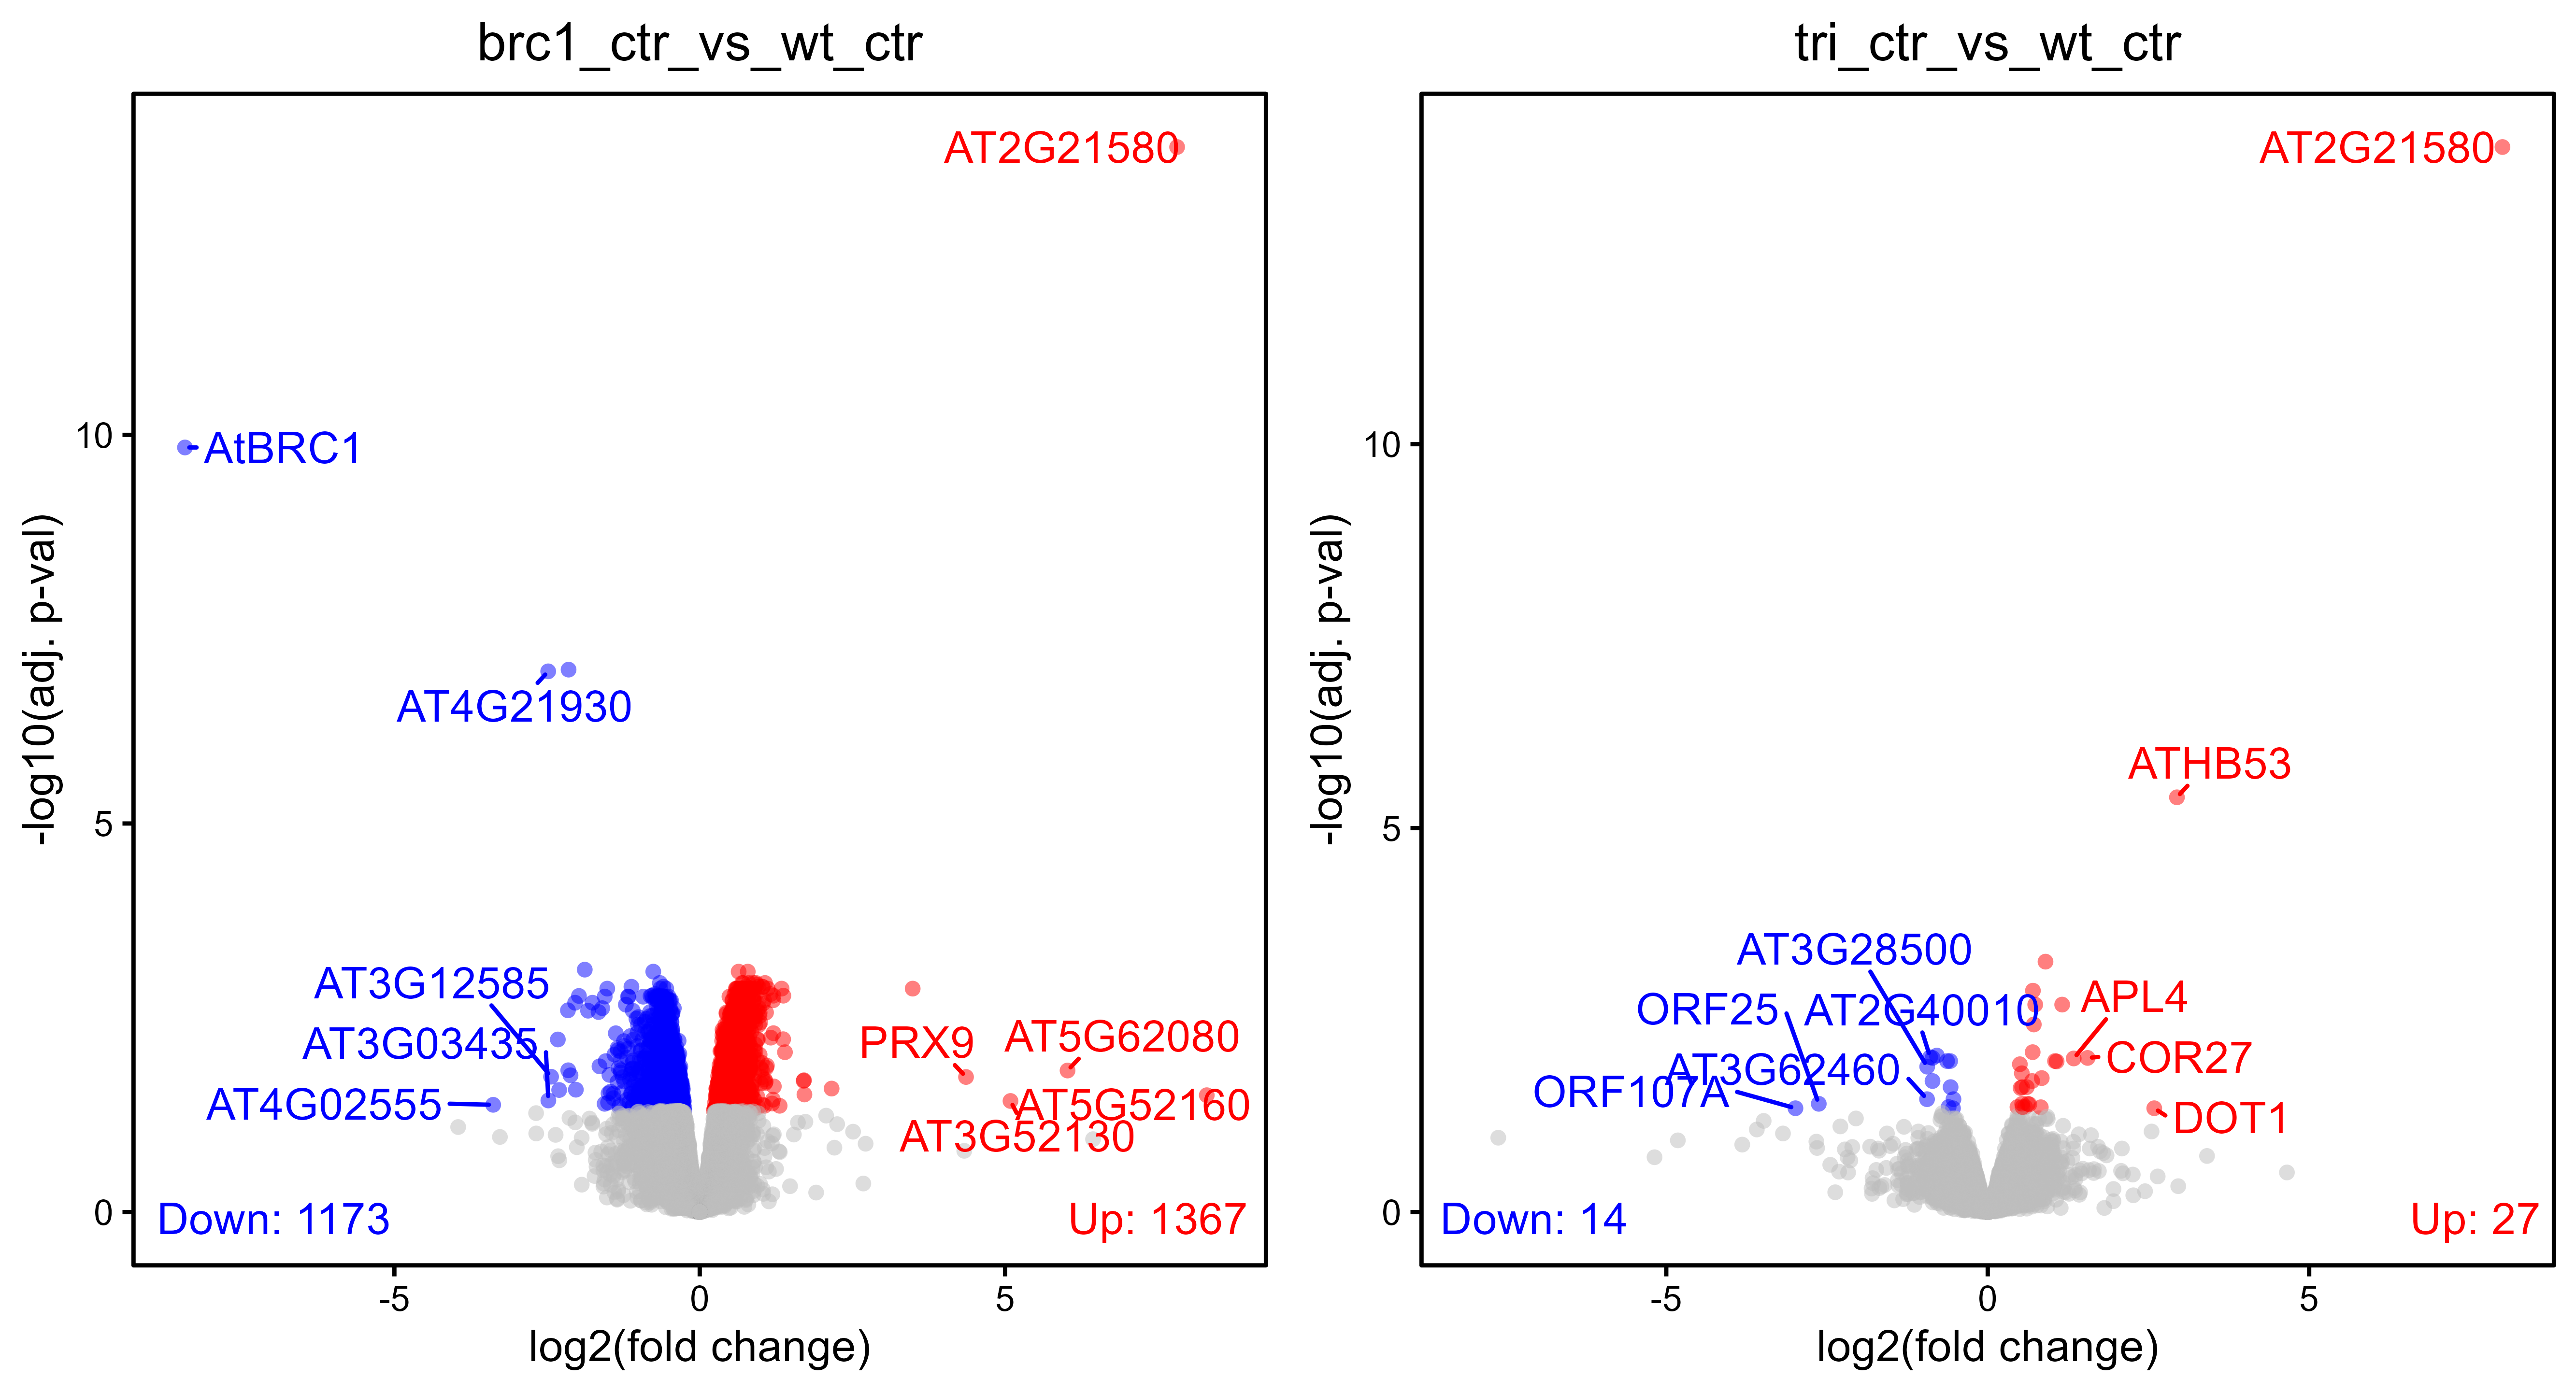 brc1_ctr_vs_wt_ctr
AT2G21580
10
AtBRC1
AT4G21930
5
-log10(adj. p-val)
AT3G12585
AT3G03435
AT4G02555
PRX9
AT5G62080
AT5G52160
AT3G52130
0
Down: 1173
Up: 1367
-5
0
5
log2(fold change)
tri_ctr_vs_wt_ctr
AT2G21580
10
ATHB53
5
-log10(adj. p-val)
AT3G28500
ORF25
AT2G40010
AT3G62460
ORF107A
APL4
COR27
DOT1
0
Down: 14
Up: 27
-5
0
5
log2(fold change)